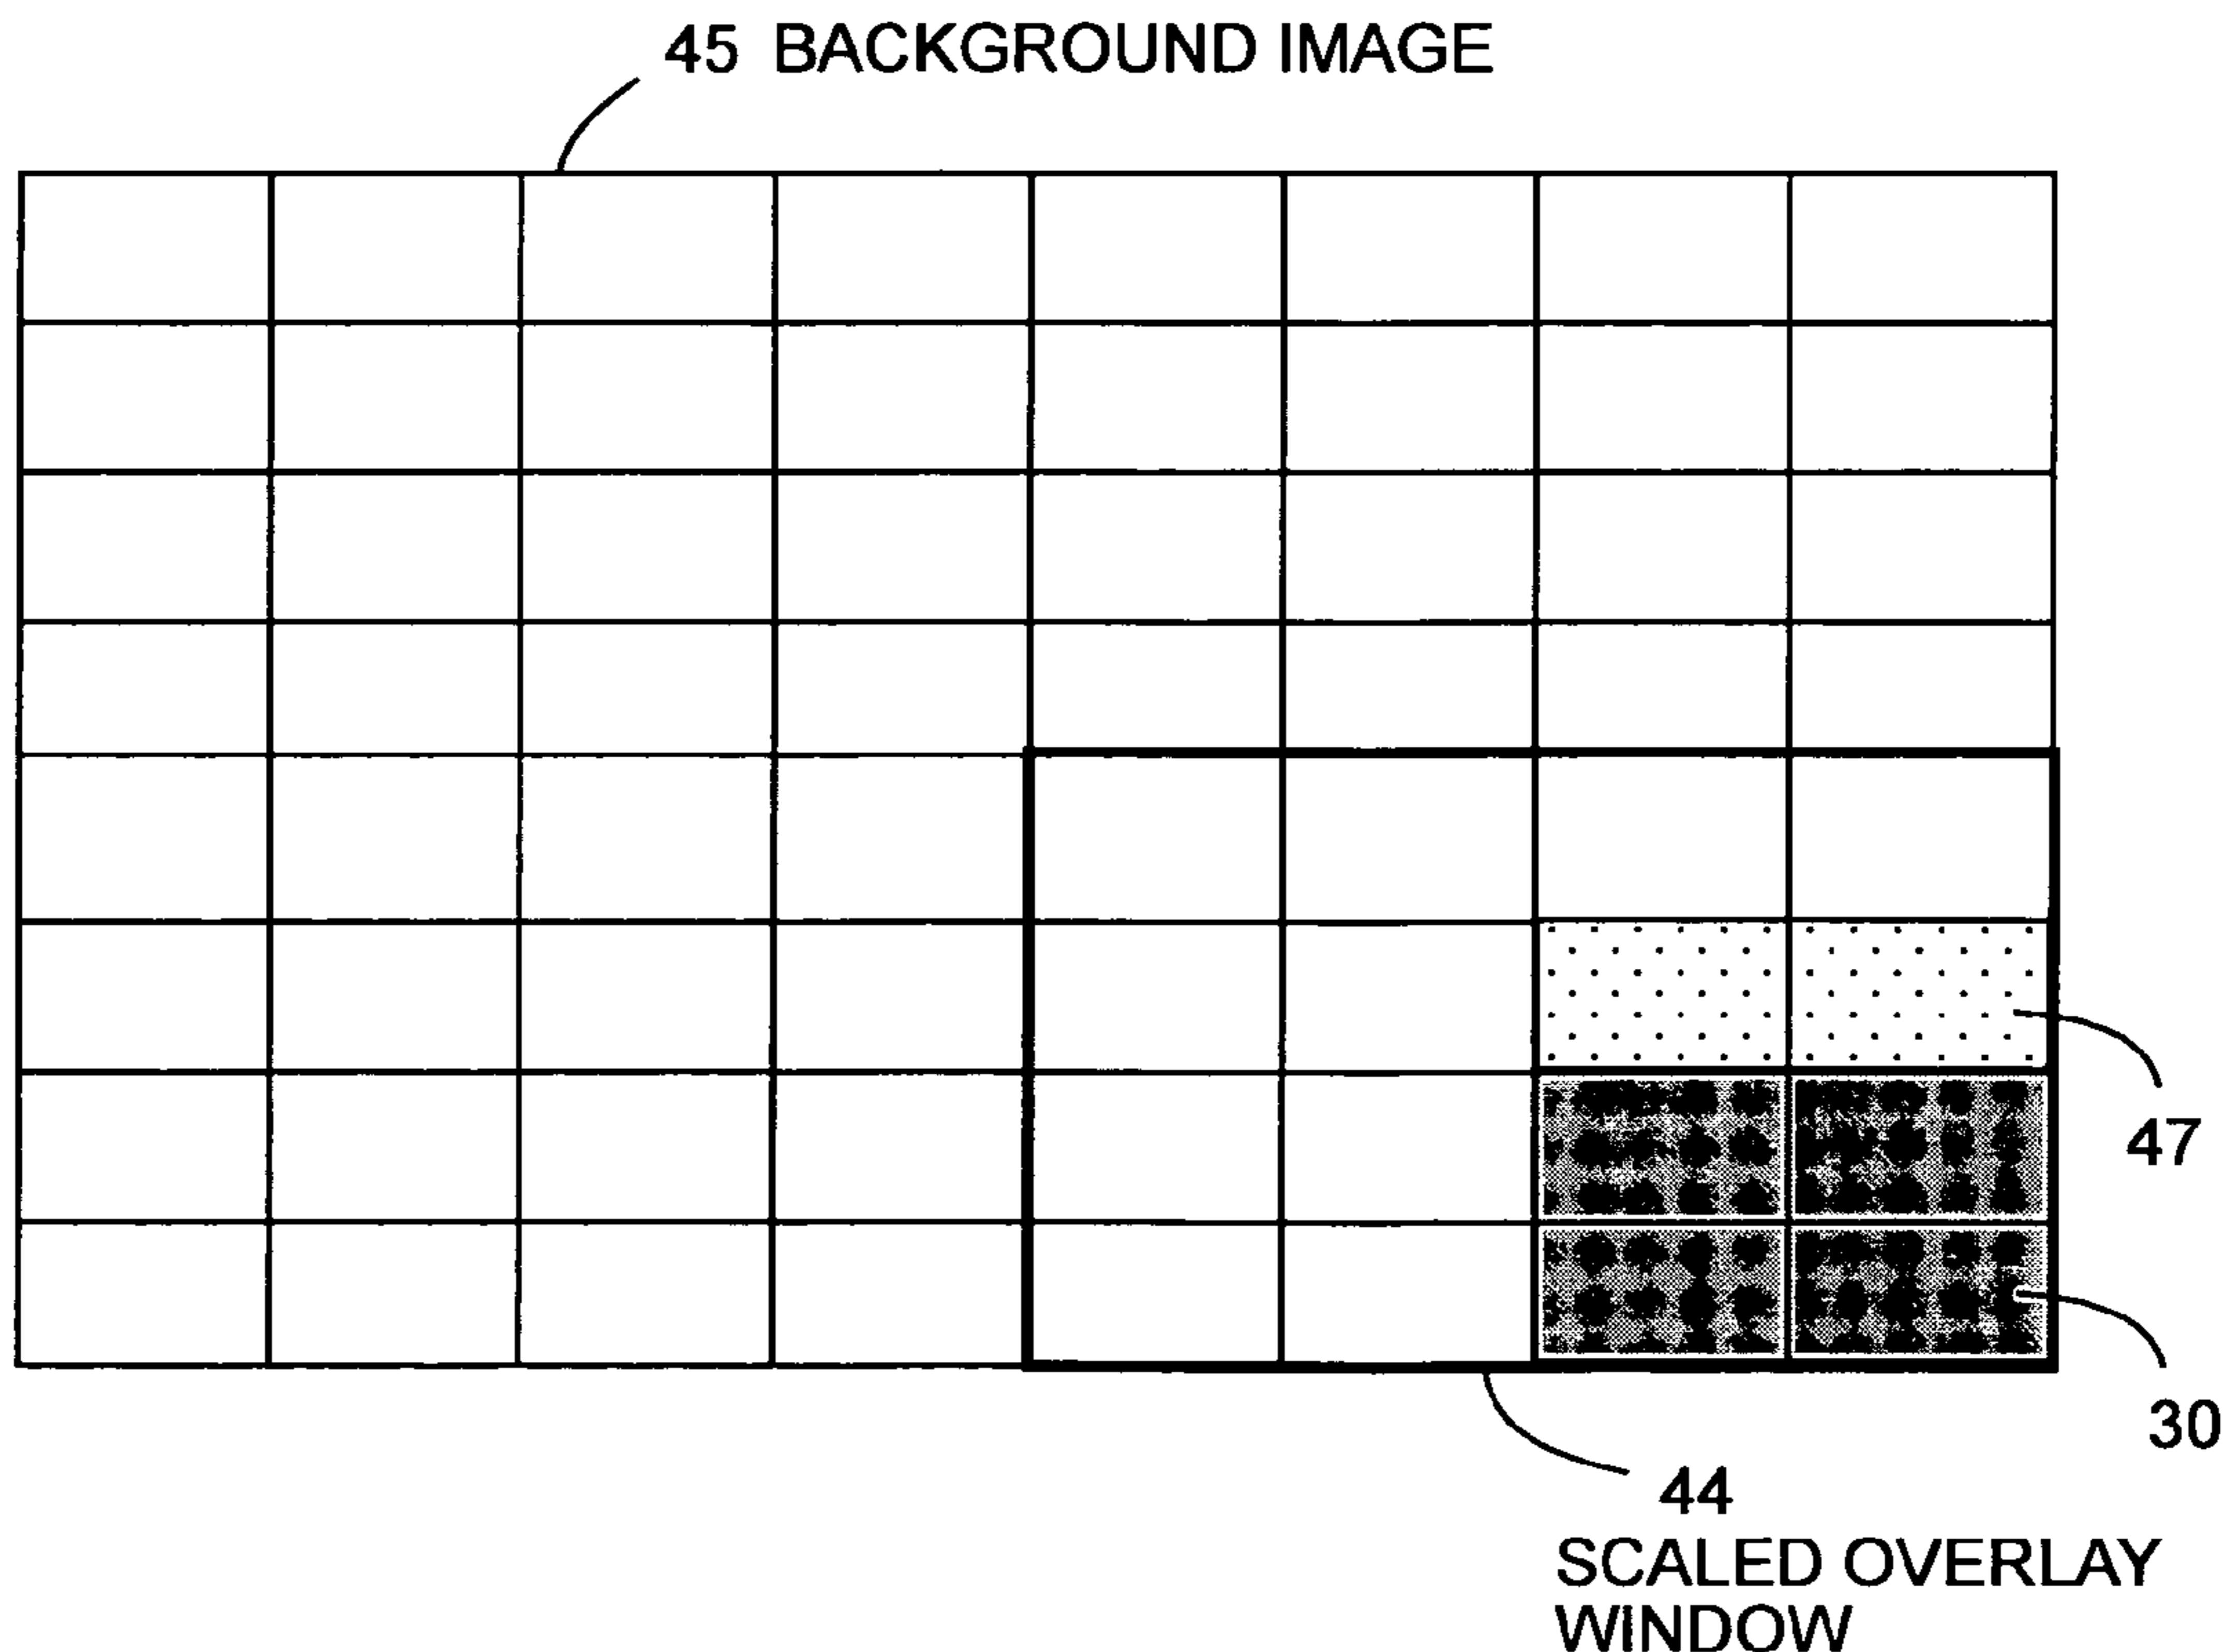 45 BACKGROUND IMAGE
47
30
44
SCALED OVERLAY
WINDOW